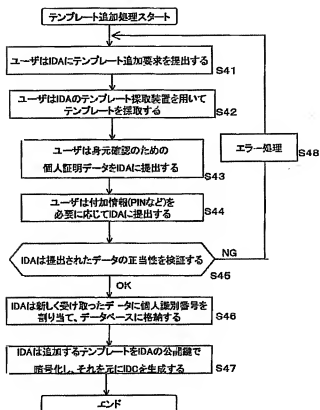 テンプレート追加処理スタート
ユーザはIDAにテンプレート追加要求を提出する
S41
ユーザはIDAのテンプレート採取装置を用いて
テンプレートを採取する
S42
ユーザは身元確認のための
個人証明データをIDAに提出する
S43
ユーザは付加情報(PINなど)を
必要に応じてIDAに提出する
S44
エラー処理
S48
IDAは提出されたデータの正当性を検証する
NG
S45
OK
IDAは新しく受け取ったデータに個人識別番号を
割り当て、データベースに格納する
S46
IDAは追加するテンプレートをIDAの公開鍵で
暗号化し、それを元にIDCを生成する
S47
エンド